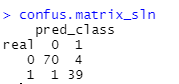 > confus.matrix_sln
pred_class
real 0 1
0 70 4
1 1 39